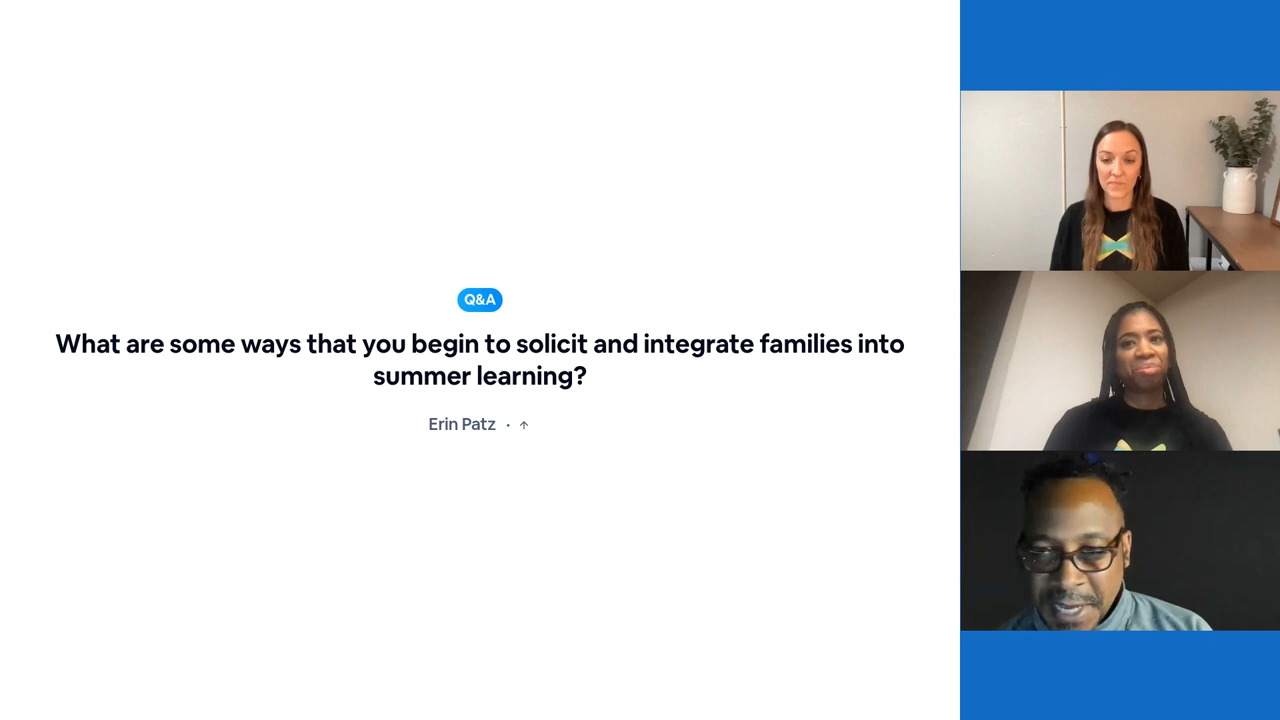 Q&A
What are some ways that you begin to solicit and integrate families into
summer learning?
Erin Patz · ↑